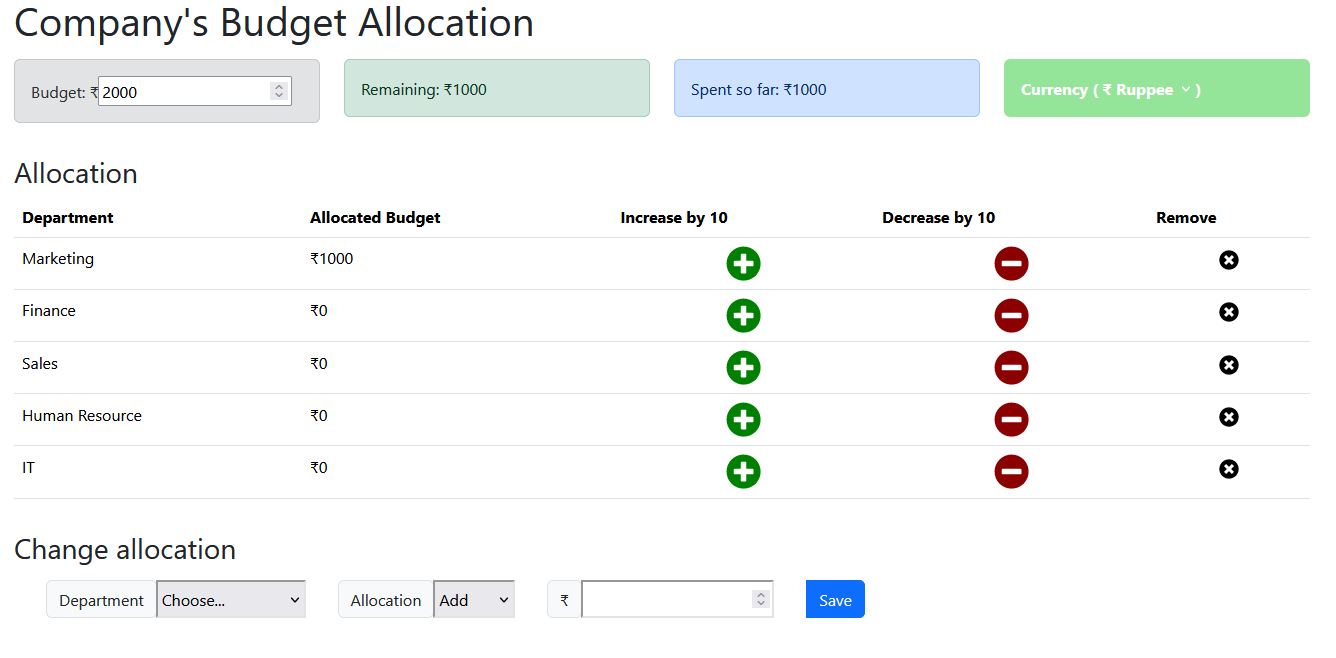 Company's Budget Allocation
Budget: ₹ 2000
Remaining: ₹1000
Spent so far: ₹1000
Currency ( ₹ Ruppee )
Allocation
Department Allocated Budget Increase by 10 Decrease by 10 Remove
Marketing ₹1000
Finance ₹0
Sales ₹0
Human Resource ₹0
IT ₹0
Change allocation
Department Choose... Allocation Add ₹ Save